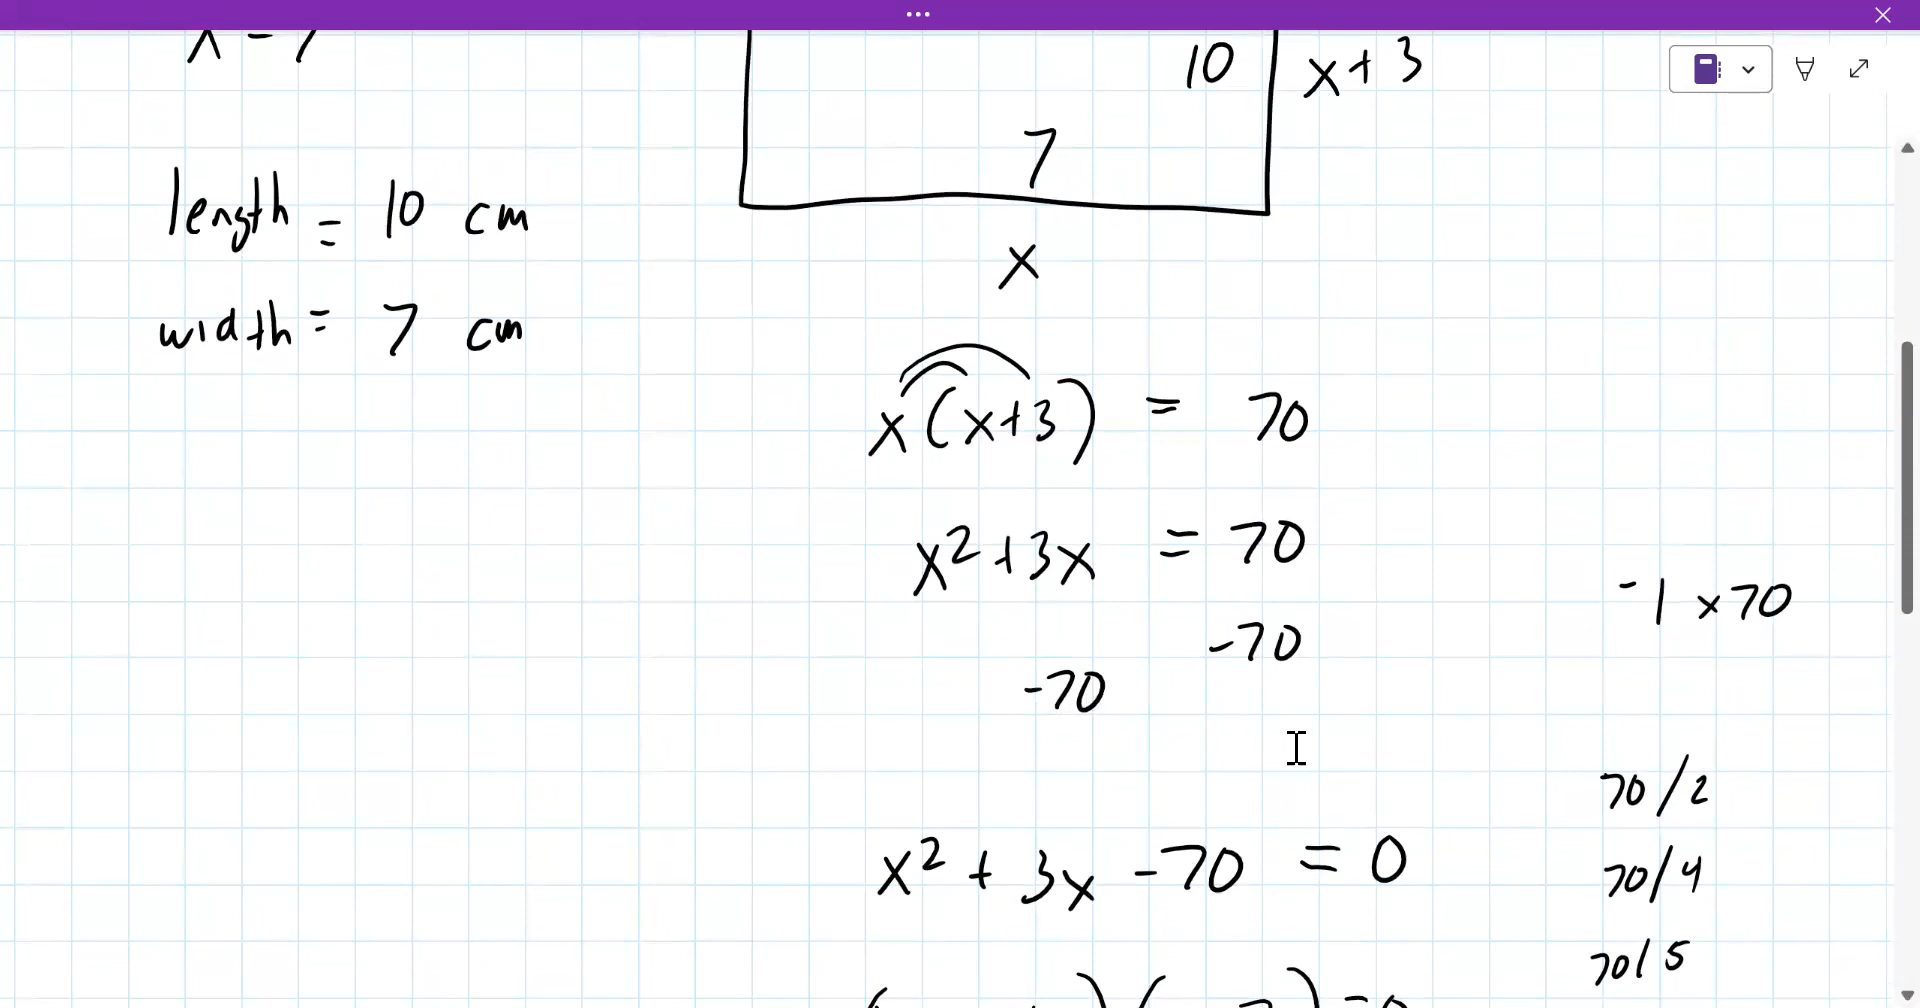 x = 7
10
x + 3
7
length = 10 cm
x
width = 7 cm
x(x+3) = 70
x² + 3x = 70
-1 x 70
-70
-70
70/2
x² + 3x - 70 = 0
70/4
70/5